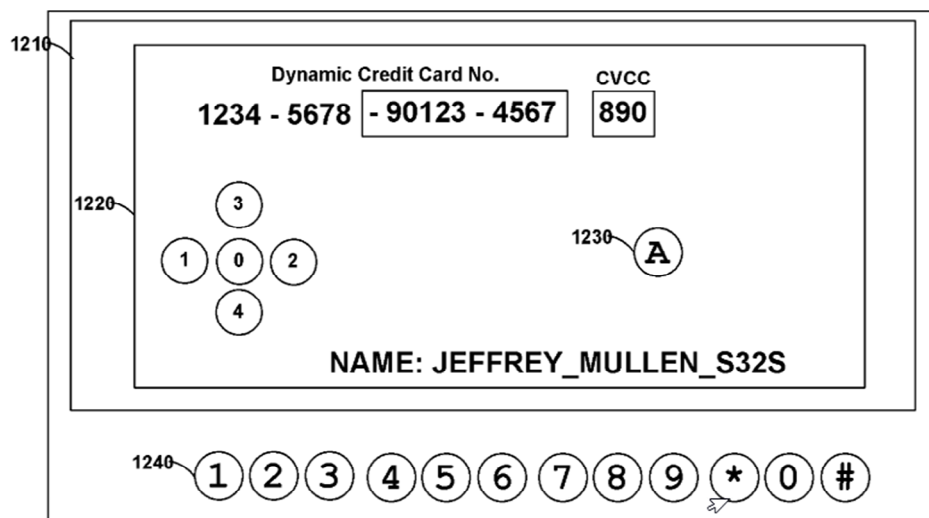 1210
Dynamic Credit Card No. CVCC
1234 - 5678 - 90123 - 4567 890
1220
3
1230
1 0 2 A
4
NAME: JEFFREY_MULLEN_S32S
1240
1 2 3 4 5 6 7 8 9 * 0 #